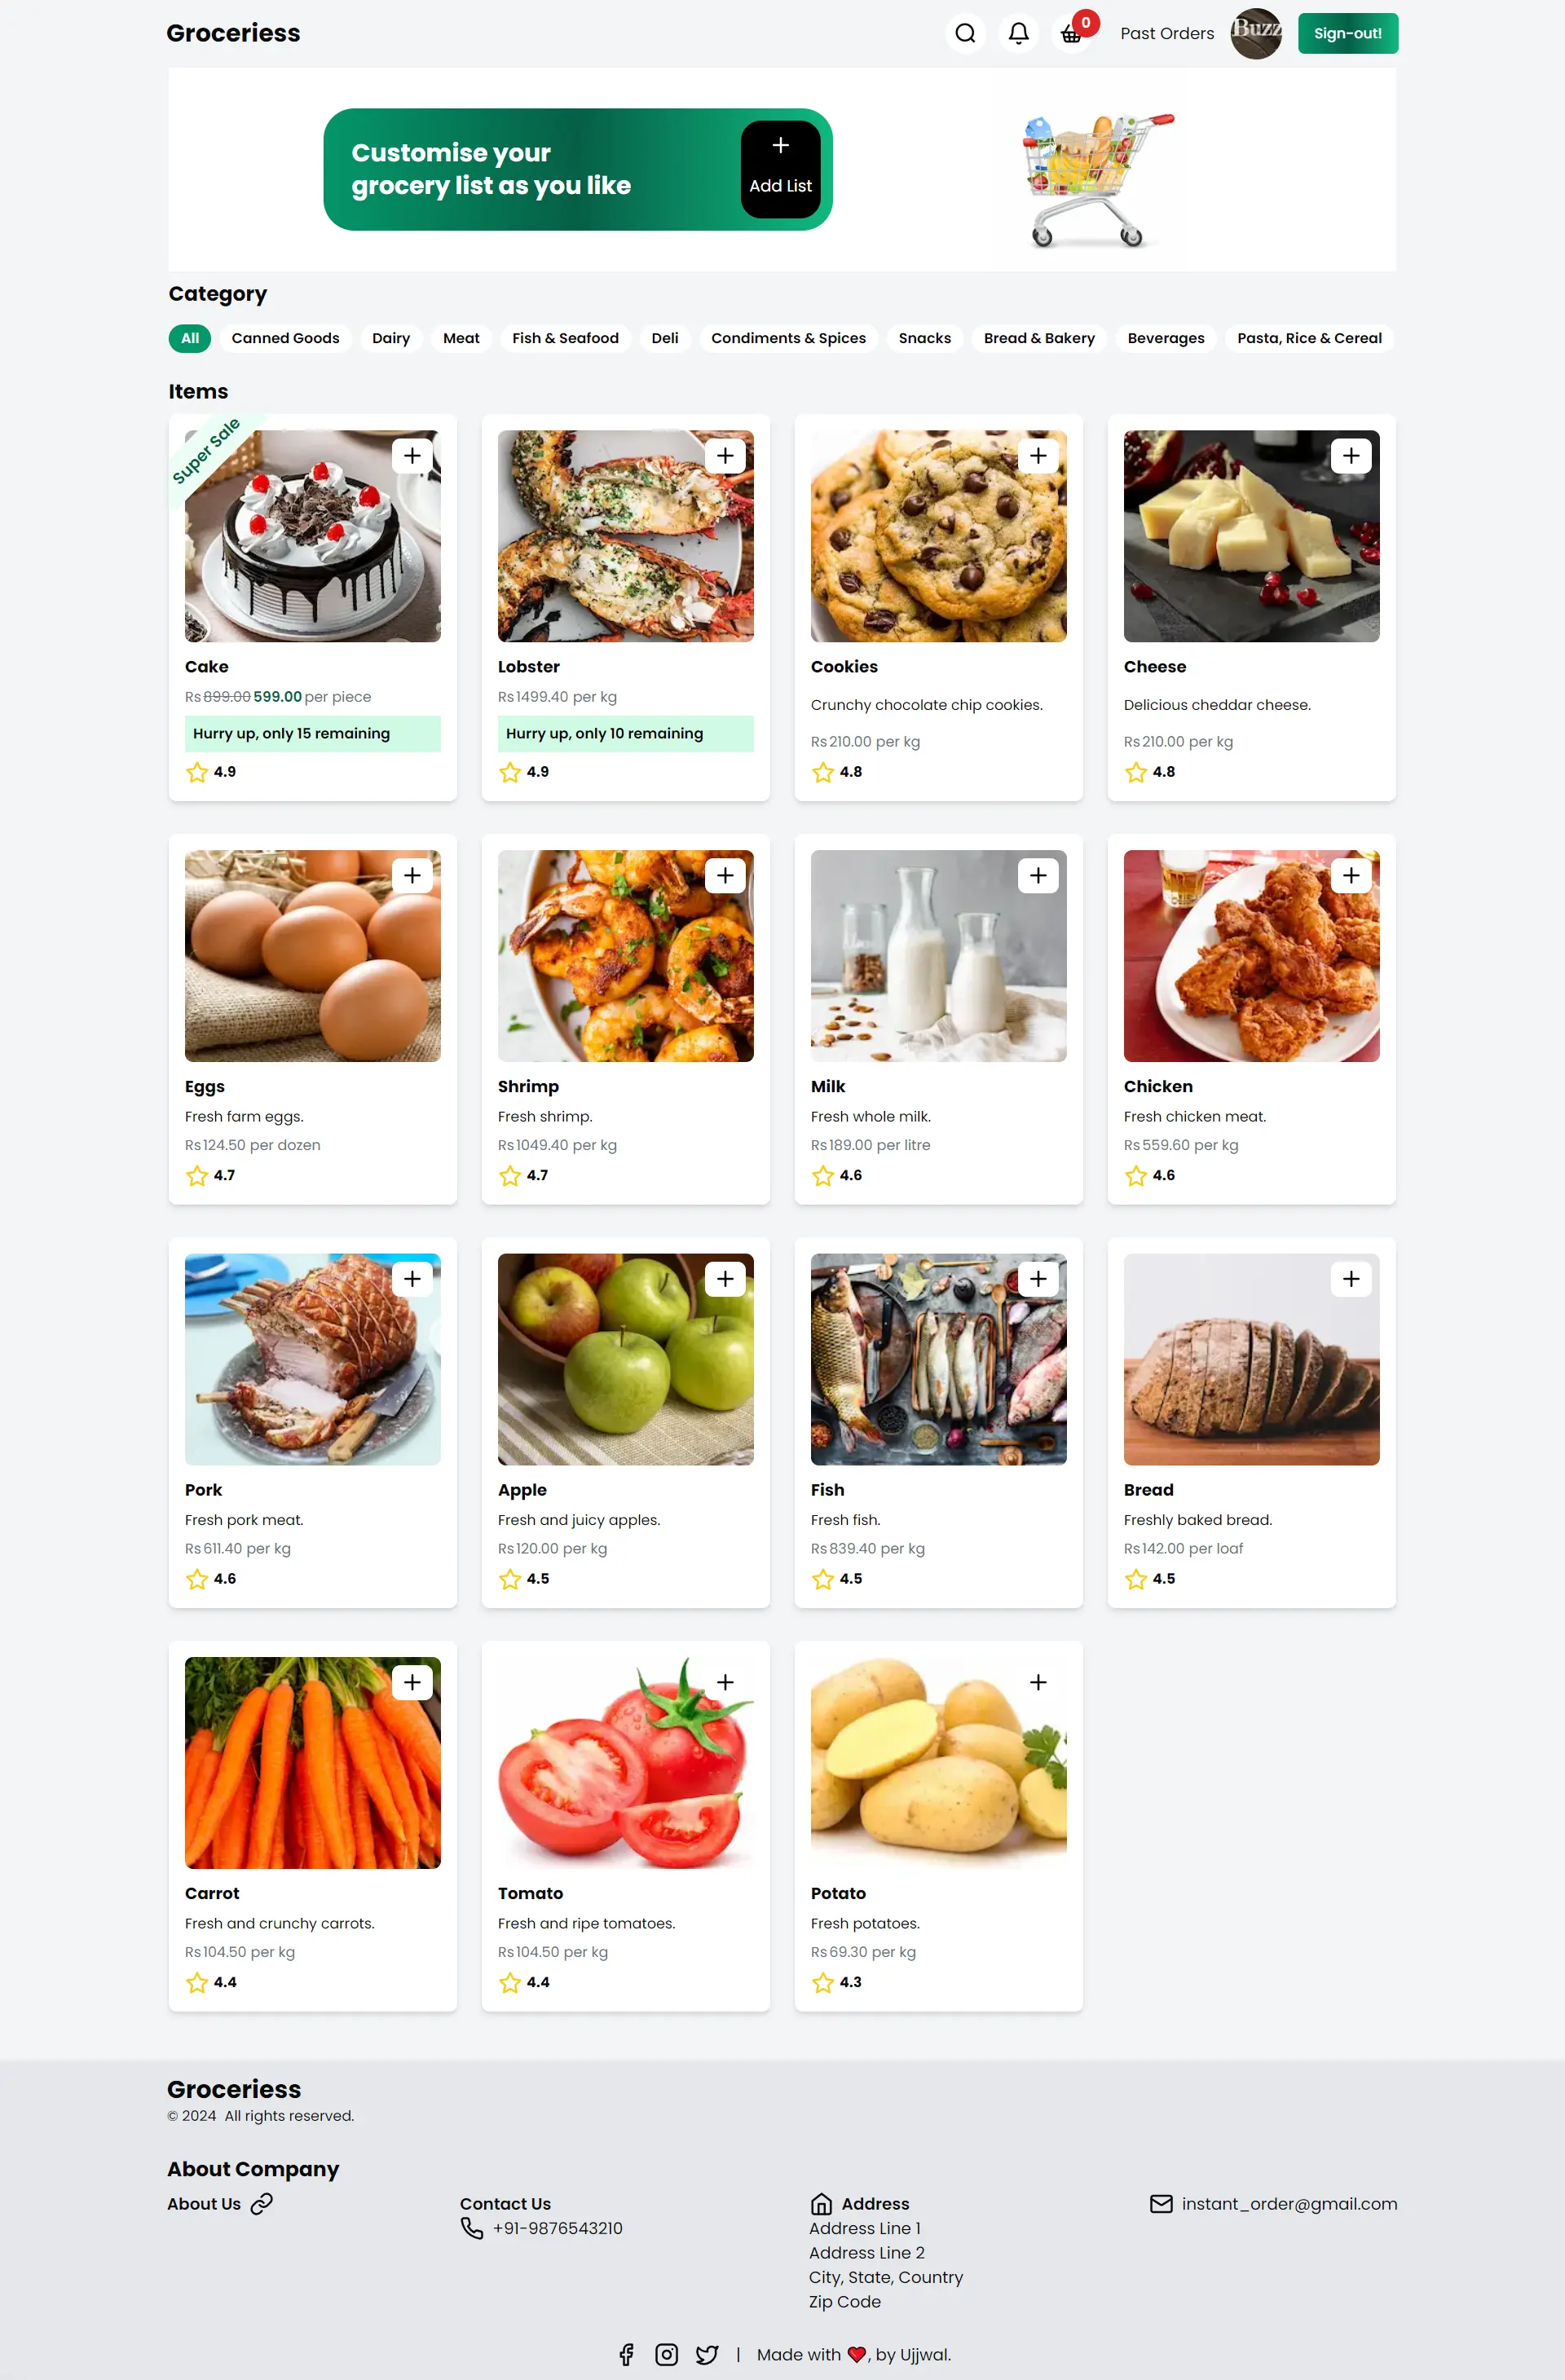 Groceriess
0
Past Orders
Buzz
Sign-out!
Customise your
grocery list as you like
Add List
Category
All
Canned Goods
Dairy
Meat
Fish & Seafood
Deli
Condiments & Spices
Snacks
Bread & Bakery
Beverages
Pasta, Rice & Cereal
Items
Super Sale
Cake
Rs 899.00 599.00 per piece
Hurry up, only 15 remaining
4.9
Lobster
Rs 1499.40 per kg
Hurry up, only 10 remaining
4.9
Cookies
Crunchy chocolate chip cookies.
Rs 210.00 per kg
4.8
Cheese
Delicious cheddar cheese.
Rs 210.00 per kg
4.8
Eggs
Fresh farm eggs.
Rs 124.50 per dozen
4.7
Shrimp
Fresh shrimp.
Rs 1049.40 per kg
4.7
Milk
Fresh whole milk.
Rs 189.00 per litre
4.6
Chicken
Fresh chicken meat.
Rs 559.60 per kg
4.6
Pork
Fresh pork meat.
Rs 611.40 per kg
4.6
Apple
Fresh and juicy apples.
Rs 120.00 per kg
4.5
Fish
Fresh fish.
Rs 839.40 per kg
4.5
Bread
Freshly baked bread.
Rs 142.00 per loaf
4.5
Carrot
Fresh and crunchy carrots.
Rs 104.50 per kg
4.4
Tomato
Fresh and ripe tomatoes.
Rs 104.50 per kg
4.4
Potato
Fresh potatoes.
Rs 69.30 per kg
4.3
Groceriess
© 2024 All rights reserved.
About Company
About Us
Contact Us
+91-9876543210
Address
Address Line 1
Address Line 2
City, State, Country
Zip Code
instant_order@gmail.com
| Made with ❤️, by Ujjwal.